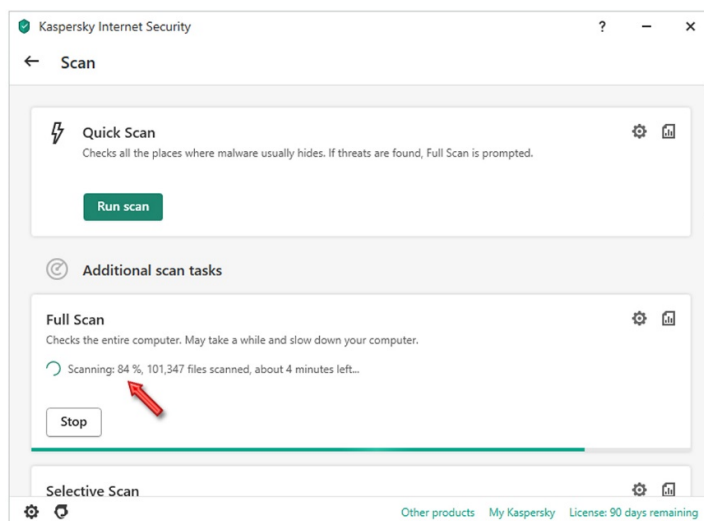 Kaspersky Internet Security
?
Scan
Quick Scan
Checks all the places where malware usually hides. If threats are found, Full Scan is prompted.
Run scan
Additional scan tasks
Full Scan
Checks the entire computer. May take a while and slow down your computer.
Scanning: 84 %, 101,347 files scanned, about 4 minutes left...
Stop
Selective Scan
Other products My Kaspersky License: 90 days remaining